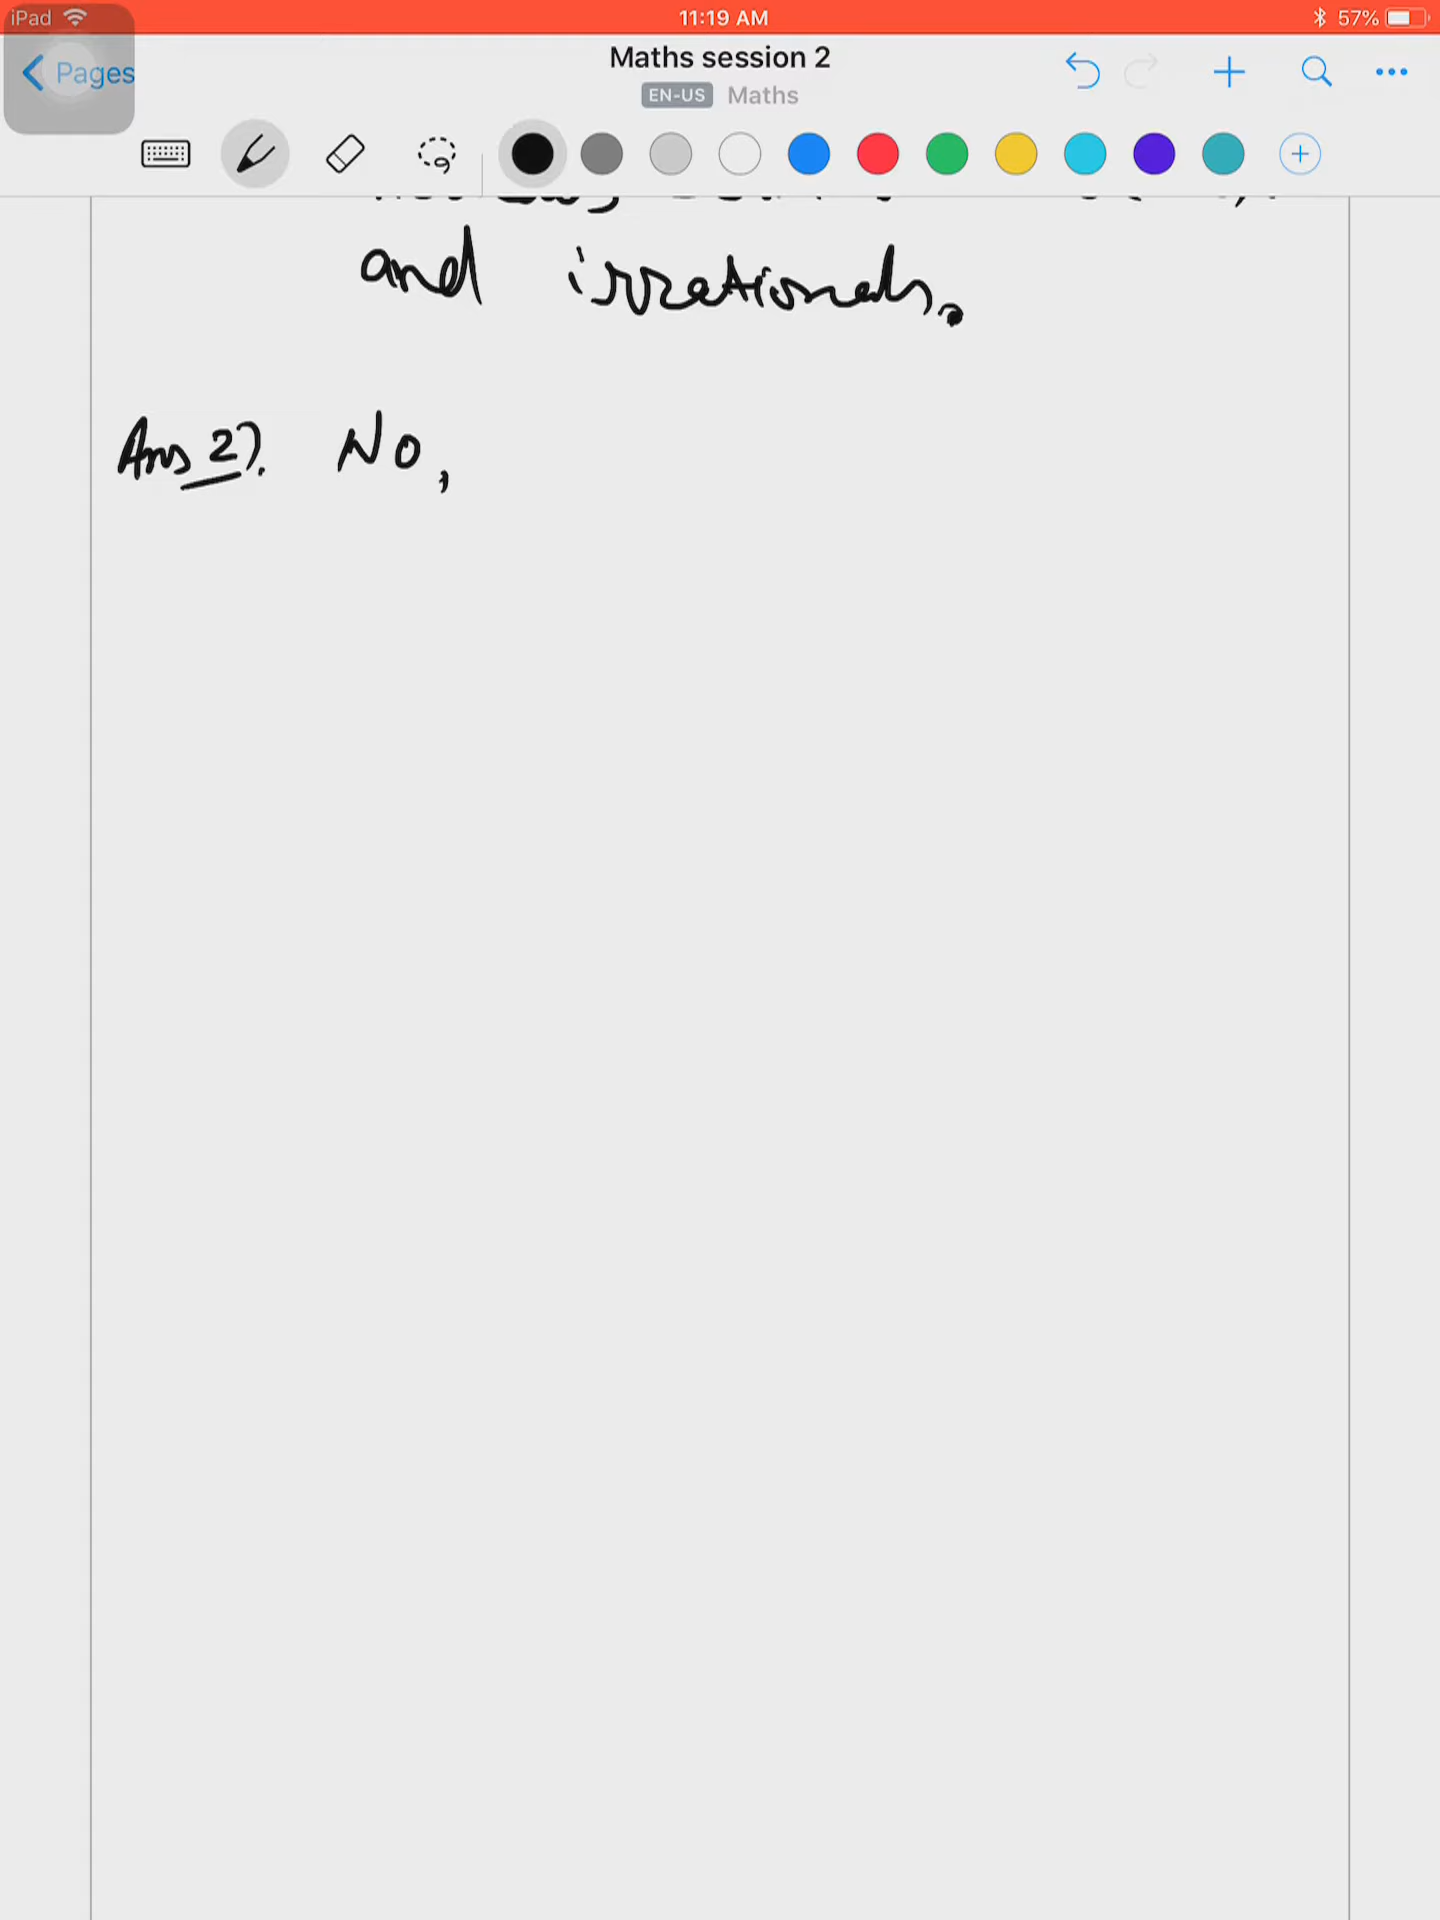 iPad 11:19 AM 57%
Pages Maths session 2
EN-US Maths
and irrationals.
Ans 2). No,